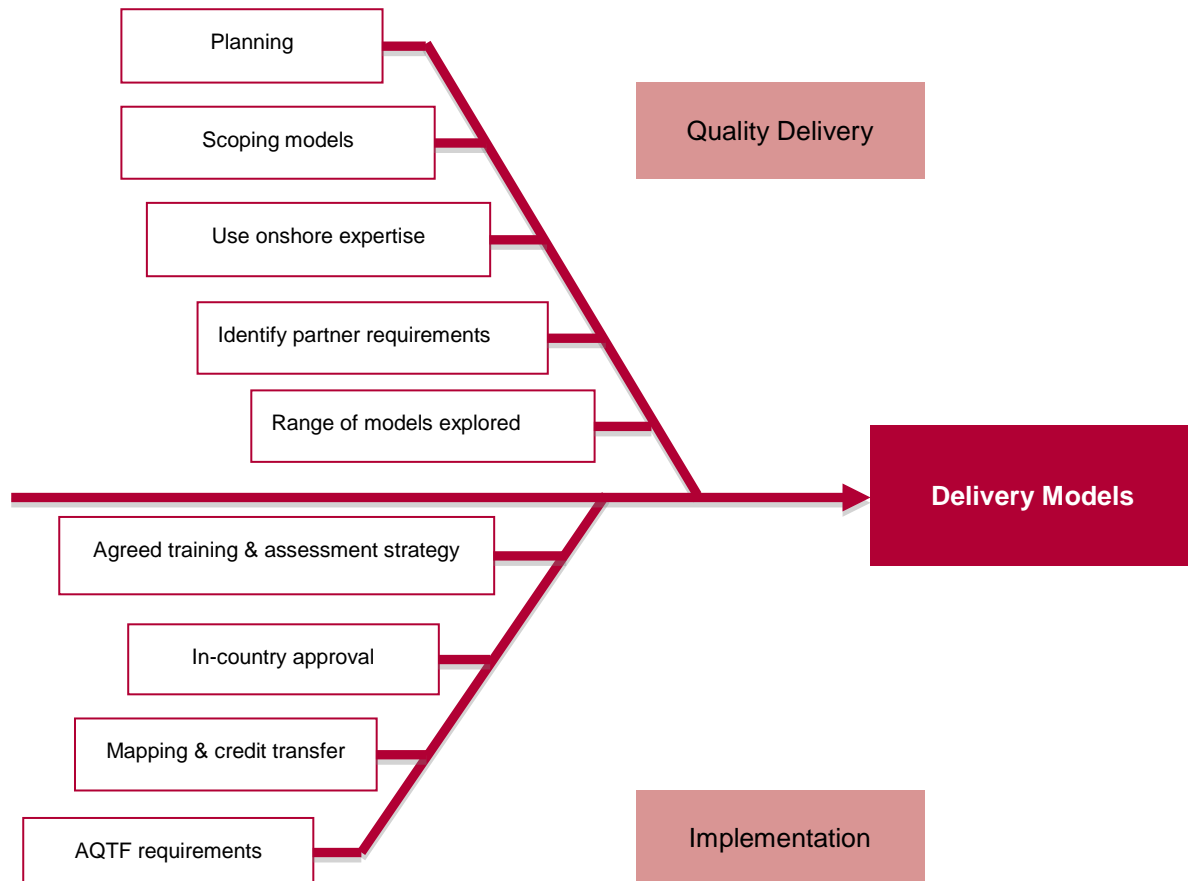 Planning
Quality Delivery
Scoping models
Use onshore expertise
Identify partner requirements
Range of models explored
Delivery Models
Agreed training & assessment strategy
In-country approval
Mapping & credit transfer
AQTF requirements
Implementation